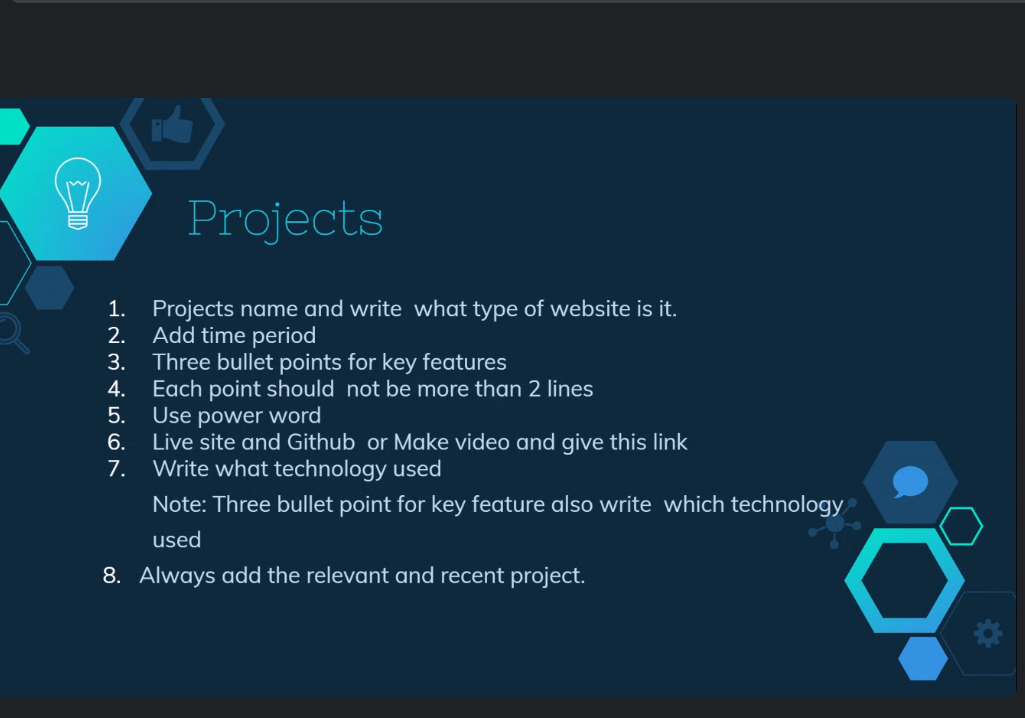 Projects
1. Projects name and write  what type of website is it.
2. Add time period
3. Three bullet points for key features
4. Each point should  not be more than 2 lines
5. Use power word
6. Live site and Github  or Make video and give this link
7. Write what technology used
Note: Three bullet point for key feature also write  which technology
used
8. Always add the relevant and recent project.